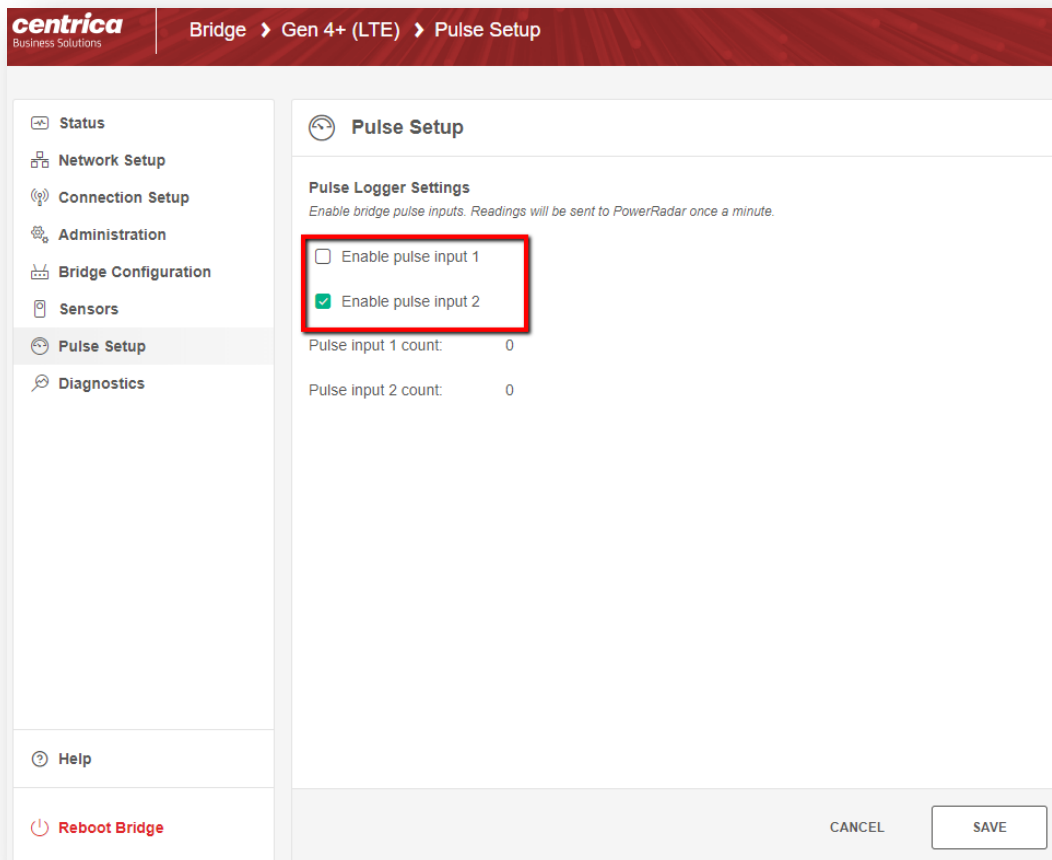 centrica
Business Solutions
Bridge > Gen 4+ (LTE) > Pulse Setup
Status
Network Setup
Connection Setup
Administration
Bridge Configuration
Sensors
Pulse Setup
Diagnostics
Help
Reboot Bridge
Pulse Setup
Pulse Logger Settings
Enable bridge pulse inputs. Readings will be sent to PowerRadar once a minute.
Enable pulse input 1
Enable pulse input 2
Pulse input 1 count: 0
Pulse input 2 count: 0
CANCEL SAVE